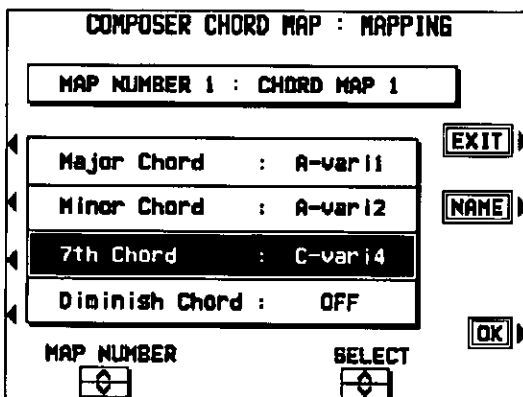 COMPOSER CHORD MAP : MAPPING
MAP NUMBER 1 : CHORD MAP 1
EXIT
Major Chord : A-vari1
Minor Chord : A-vari2
NAME
7th Chord : C-vari4
Diminish Chord : OFF
OK
MAP NUMBER SELECT